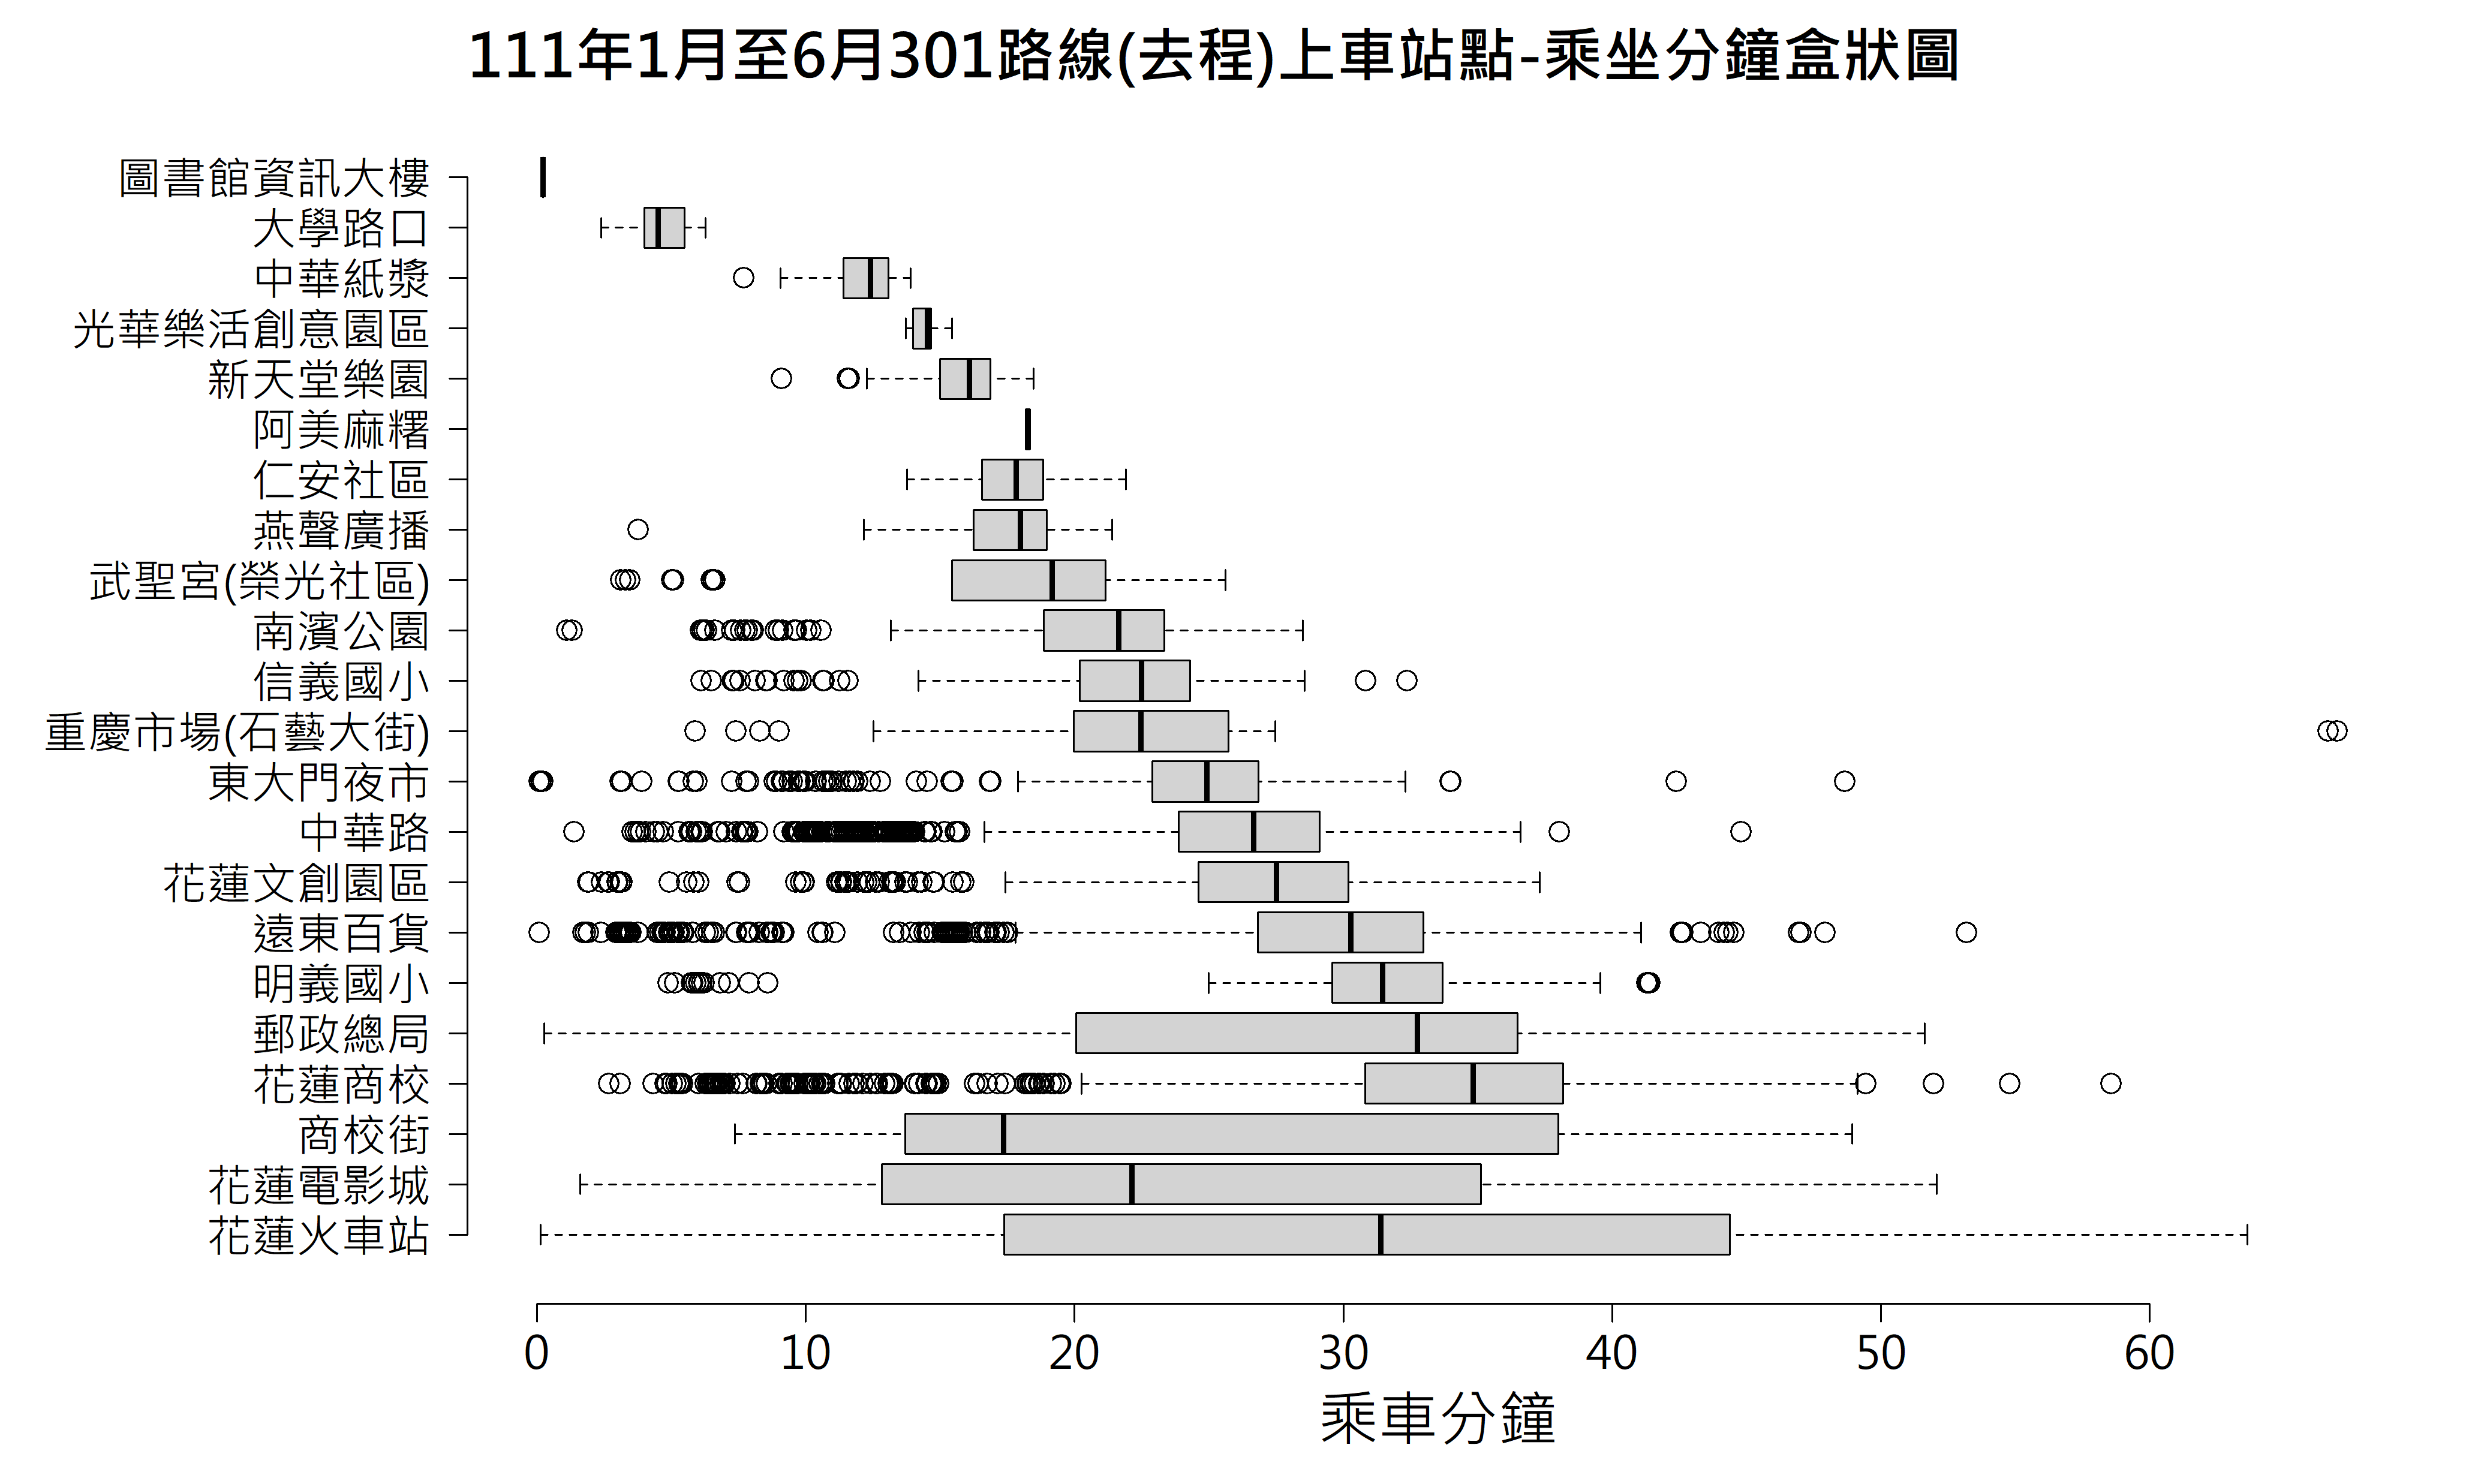 111年1月至6月301路線(去程)上車站點-乘坐分鐘盒狀圖
圖書館資訊大樓
大學路口
中華紙漿
光華樂活創意園區
新天堂樂園
阿美麻糬
仁安社區
燕聲廣播
武聖宮(榮光社區)
南濱公園
信義國小
重慶市場(石藝大街)
東大門夜市
中華路
花蓮文創園區
遠東百貨
明義國小
郵政總局
花蓮商校
商校街
花蓮電影城
花蓮火車站
0 10 20 30 40 50 60
乘車分鐘